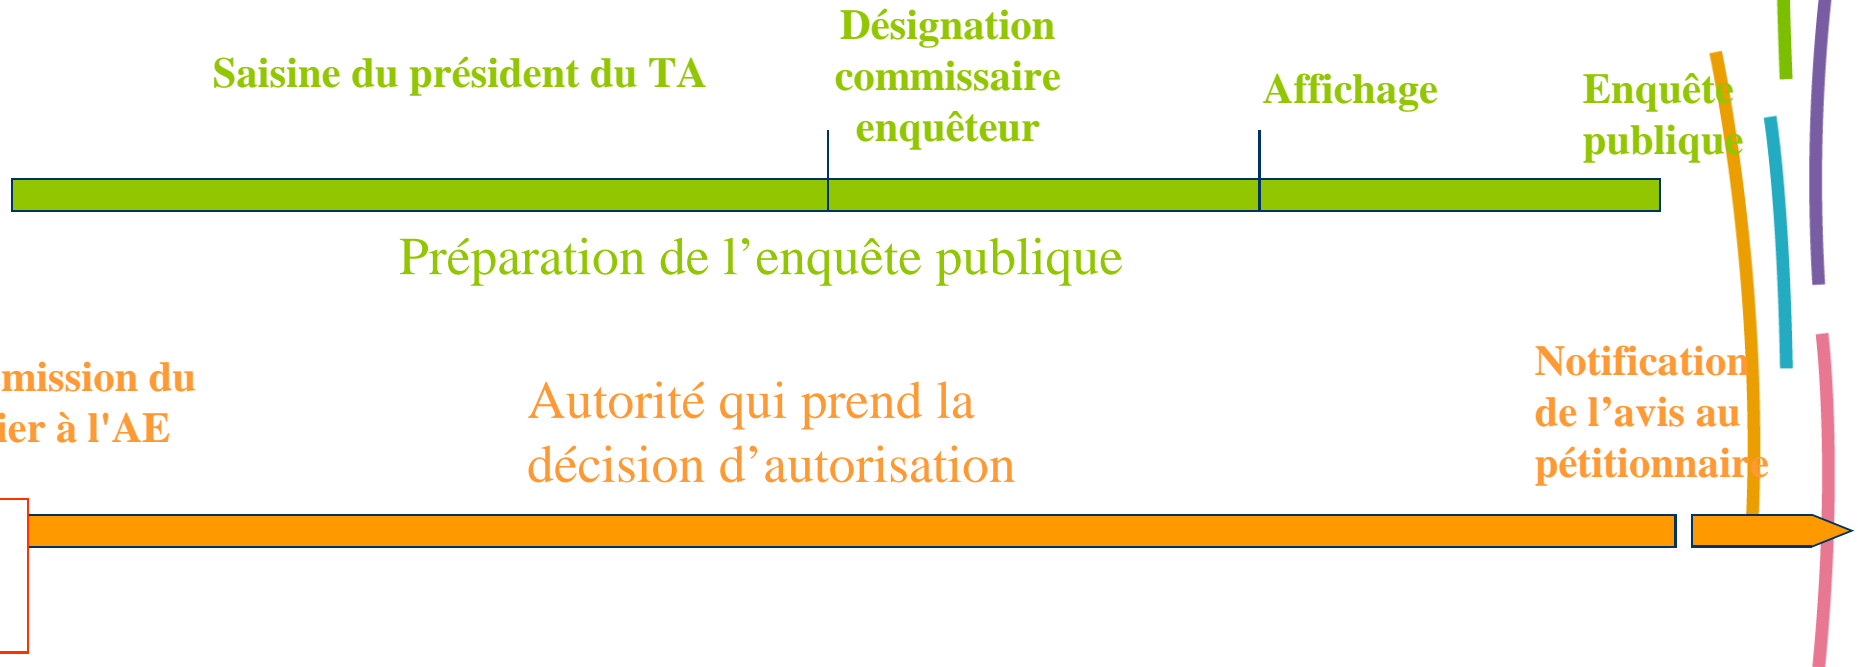 Saisine du président du TA
Désignation
commissaire
enquêteur
Affichage
Enquête
publique
Préparation de l’enquête publique
mission du
ier à l'AE
Autorité qui prend la
décision d’autorisation
Notification
de l’avis au
pétitionnaire